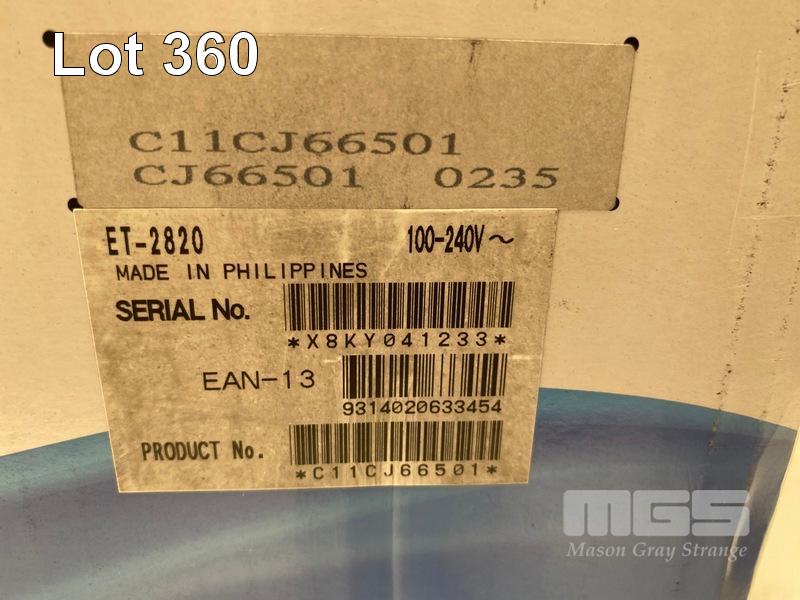 Lot 360
C11CJ66501
CJ66501 0235
ET-2820 100-240V～
MADE IN PHILIPPINES
SERIAL No.
*X8KY041233*
EAN-13
9314020633454
PRODUCT No.
*C11CJ66501*
MGS
Mason Gray Strange